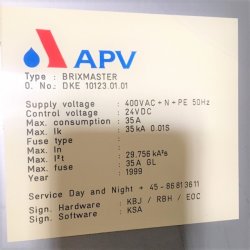 APV
Type : BRIXMASTER
O. No.: DKE 10123.01.01
Supply voltage : 400VAC + N + PE 50Hz
Control voltage : 24VDC
Max. consumption : 35A
Max. Ik : 35kA 0.01S
Fuse type :
Max. In :
Max. I²t : 29.756 kA²s
Max. fuse : 35A GL
Year : 1999
Service Day and Night + 45 - 66813611
Sign. Hardware : KBJ / RBH / EOC
Sign. Software : KSA